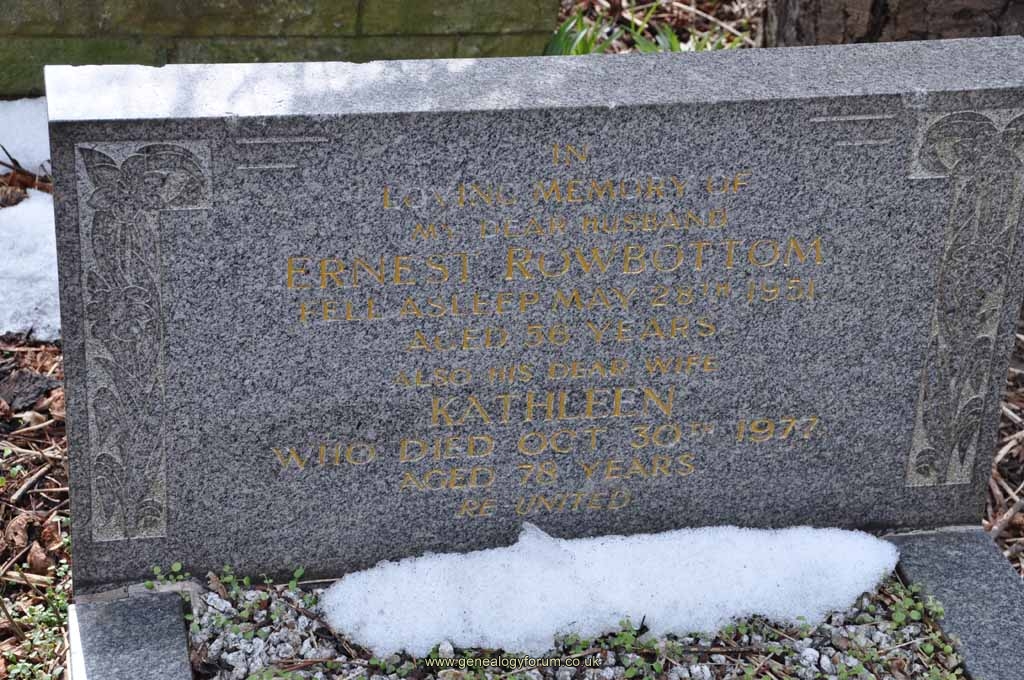 IN
LOVING MEMORY OF
MY DEAR HUSBAND
ERNEST ROWBOTTOM
FELL ASLEEP MAY 28TH 1951
AGED 56 YEARS
ALSO HIS DEAR WIFE
KATHLEEN
WHO DIED OCT 30TH 1977
AGED 78 YEARS
RE UNITED
www.genealogyforum.co.uk